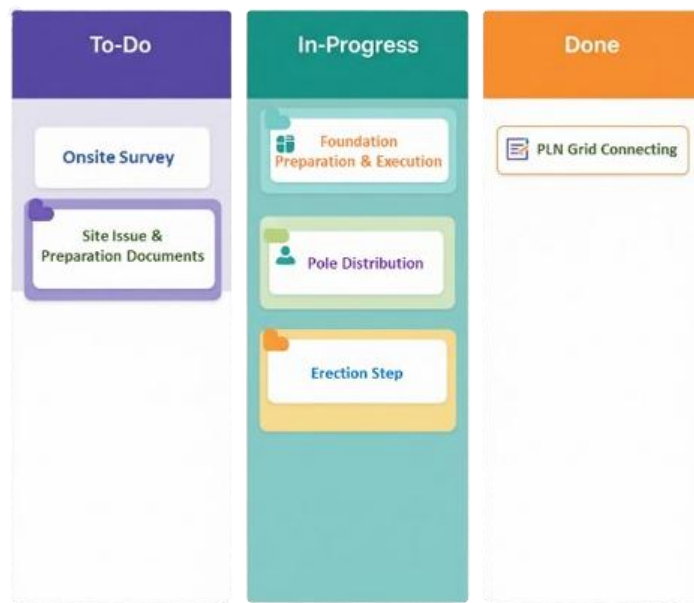 To-Do
Onsite Survey
Site Issue &
Preparation Documents
In-Progress
Foundation
Preparation & Execution
Pole Distribution
Erection Step
Done
PLN Grid Connecting